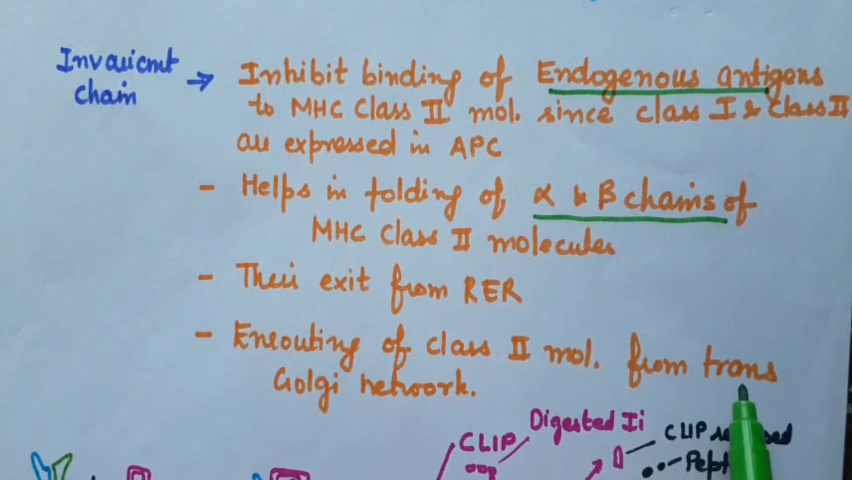 Invariant
chain → Inhibit binding of Endogenous antigens
to MHC Class II mol. since class I & Class II
are expressed in APC
- Helps in folding of α & β chains of
MHC Class II molecules
- Their exit from RER
- Enrouting of class II mol. from trans
Golgi network.
Digested Ii
CLIP
CLIP